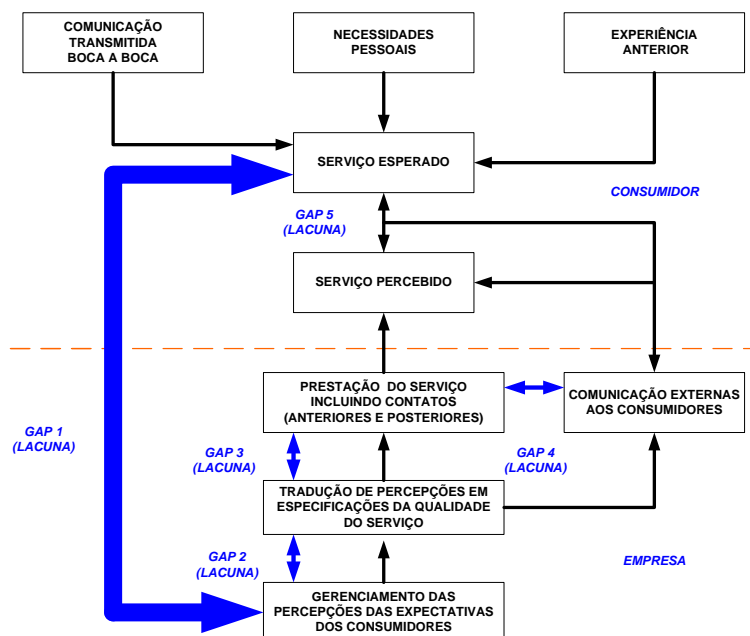 COMUNICAÇÃO
TRANSMITIDA
BOCA A BOCA
NECESSIDADES
PESSOAIS
EXPERIÊNCIA
ANTERIOR
SERVIÇO ESPERADO
CONSUMIDOR
GAP 5
(LACUNA)
SERVIÇO PERCEBIDO
PRESTAÇÃO DO SERVIÇO
INCLUINDO CONTATOS
(ANTERIORES E POSTERIORES)
COMUNICAÇÃO EXTERNAS
AOS CONSUMIDORES
GAP 1
(LACUNA)
GAP 3
(LACUNA)
GAP 4
(LACUNA)
TRADUÇÃO DE PERCEPÇÕES EM
ESPECIFICAÇÕES DA QUALIDADE
DO SERVIÇO
GAP 2
(LACUNA)
EMPRESA
GERENCIAMENTO DAS
PERCEPÇÕES DAS EXPECTATIVAS
DOS CONSUMIDORES